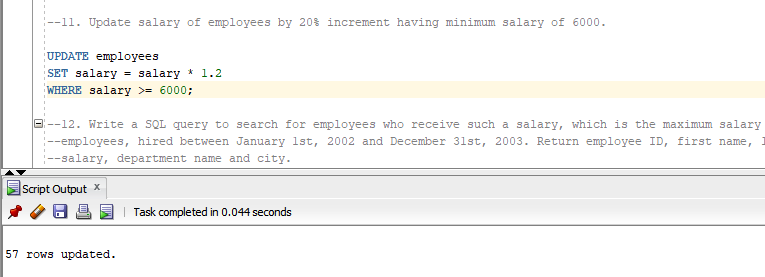 --11. Update salary of employees by 20% increment having minimum salary of 6000.
UPDATE employees
SET salary = salary * 1.2
WHERE salary >= 6000;
--12. Write a SQL query to search for employees who receive such a salary, which is the maximum salary
--employees, hired between January 1st, 2002 and December 31st, 2003. Return employee ID, first name,
--salary, department name and city.
Script Output x
Task completed in 0.044 seconds
57 rows updated.